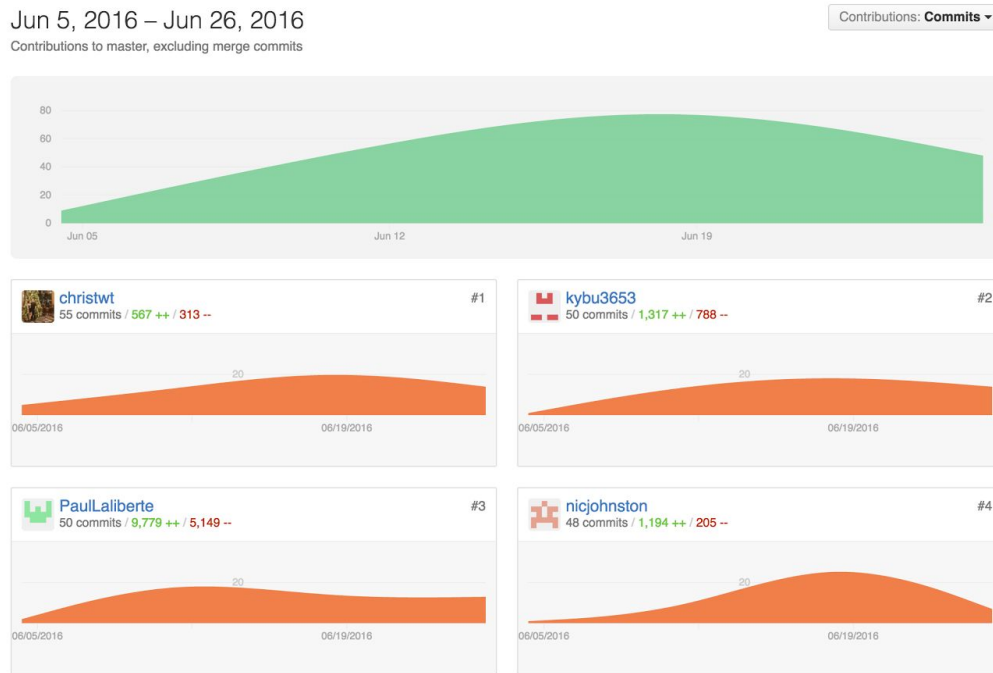 Jun 5, 2016 – Jun 26, 2016
Contributions: Commits
Contributions to master, excluding merge commits
80
60
40
20
0
Jun 05
Jun 12
Jun 19
christwt
#1
55 commits / 567 ++ / 313 --
20
06/05/2016
06/19/2016
kybu3653
#2
50 commits / 1,317 ++ / 788 --
20
06/05/2016
06/19/2016
PaulLaliberte
#3
50 commits / 9,779 ++ / 5,149 --
20
06/05/2016
06/19/2016
nicjohnston
#4
48 commits / 1,194 ++ / 205 --
20
06/05/2016
06/19/2016